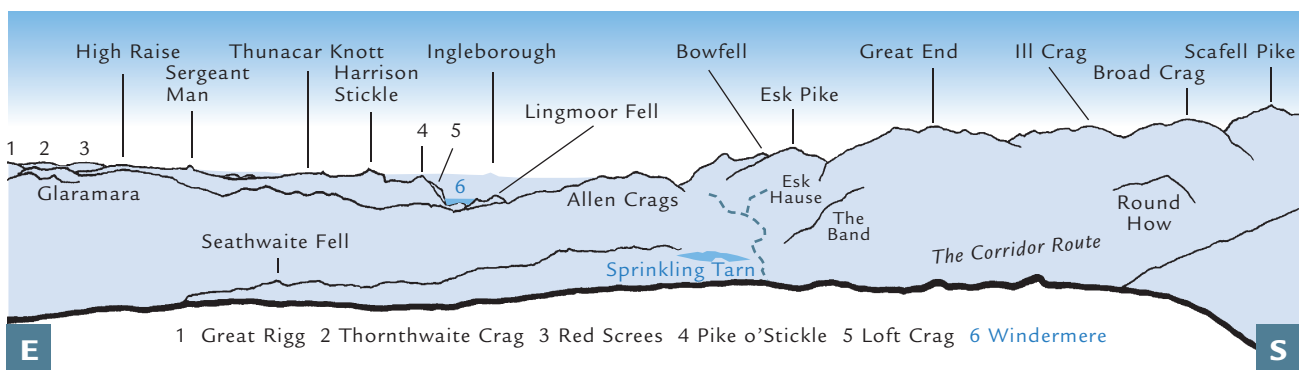 High Raise
Thunacar Knott
Ingleborough
Bowfell
Great End
Ill Crag
Scafell Pike
Sergeant
Man
Harrison
Stickle
Broad Crag
Esk Pike
Lingmoor Fell
1 2 3
4 5
6
Glaramara
Allen Crags
Esk
Hause
The
Band
Round
How
Seathwaite Fell
The Corridor Route
Sprinkling Tarn
E
1 Great Rigg 2 Thornthwaite Crag 3 Red Screes 4 Pike o'Stickle 5 Loft Crag 6 Windermere
S